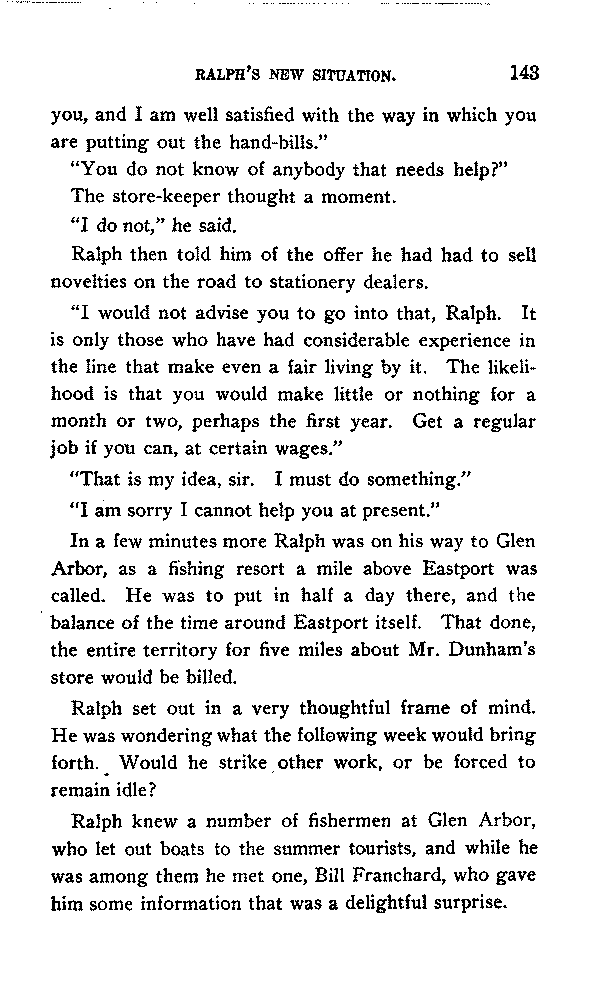 RALPH'S NEW SITUATION. 143
you, and I am well satisfied with the way in which you
are putting out the hand-bills."
"You do not know of anybody that needs help?"
The store-keeper thought a moment.
"I do not," he said.
Ralph then told him of the offer he had had to sell
novelties on the road to stationery dealers.
"I would not advise you to go into that, Ralph. It
is only those who have had considerable experience in
the line that make even a fair living by it. The likeli-
hood is that you would make little or nothing for a
month or two, perhaps the first year. Get a regular
job if you can, at certain wages."
"That is my idea, sir. I must do something."
"I am sorry I cannot help you at present."
In a few minutes more Ralph was on his way to Glen
Arbor, as a fishing resort a mile above Eastport was
called. He was to put in half a day there, and the
balance of the time around Eastport itself. That done,
the entire territory for five miles about Mr. Dunham's
store would be billed.
Ralph set out in a very thoughtful frame of mind.
He was wondering what the following week would bring
forth. Would he strike other work, or be forced to
remain idle?
Ralph knew a number of fishermen at Glen Arbor,
who let out boats to the summer tourists, and while he
was among them he met one, Bill Franchard, who gave
him some information that was a delightful surprise.